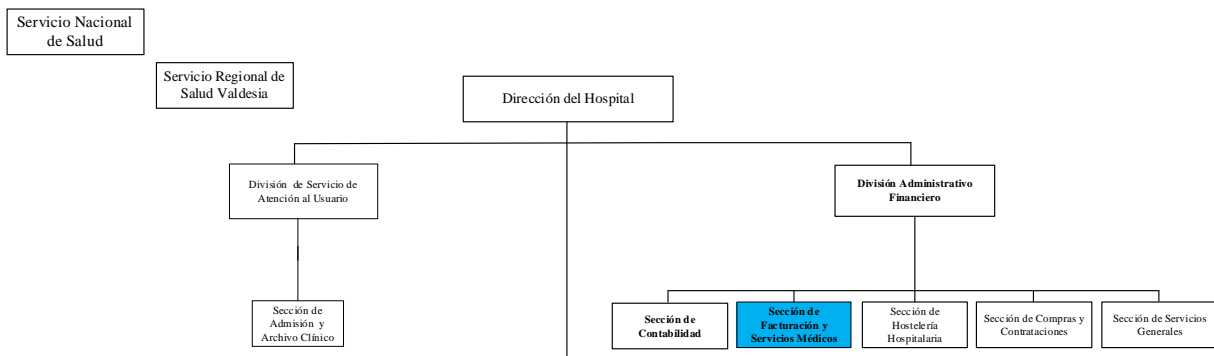 Servicio Nacional
de Salud
Servicio Regional de
Salud Valdesia
Dirección del Hospital
División de Servicio de
Atención al Usuario
División Administrativo
Financiero
Sección de
Admisión y
Archivo Clínico
Sección de
Contabilidad
Sección de
Facturación y
Servicios Médicos
Sección de
Hostelería
Hospitalaria
Sección de Compras y
Contrataciones
Sección de Servicios
Generales